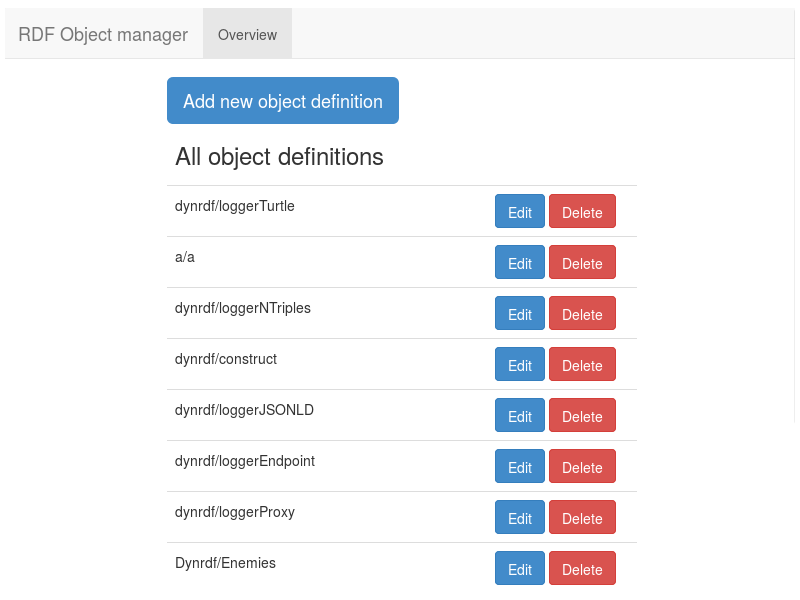 RDF Object manager Overview
Add new object definition
All object definitions
dynrdf/loggerTurtle Edit Delete
a/a Edit Delete
dynrdf/loggerNTriples Edit Delete
dynrdf/construct Edit Delete
dynrdf/loggerJSONLD Edit Delete
dynrdf/loggerEndpoint Edit Delete
dynrdf/loggerProxy Edit Delete
Dynrdf/Enemies Edit Delete